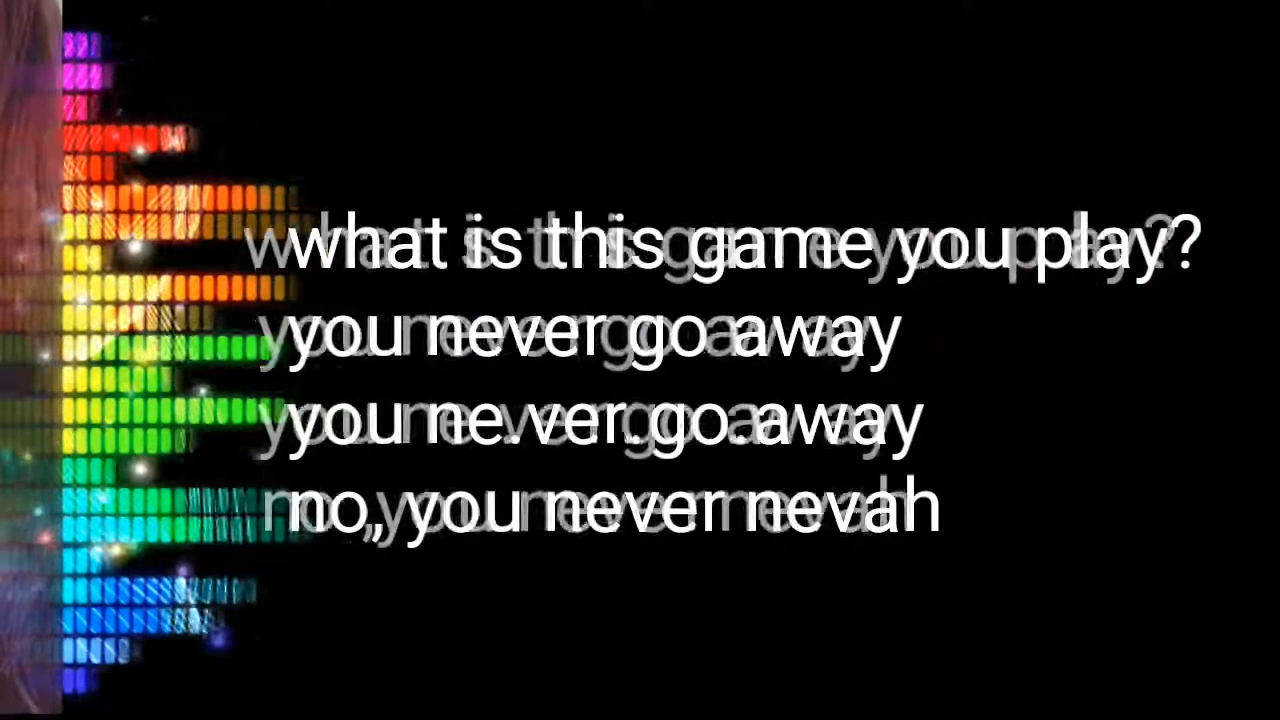 what is this game you play?
you never go away
you ne.ver..go.away
no,,you never nevah